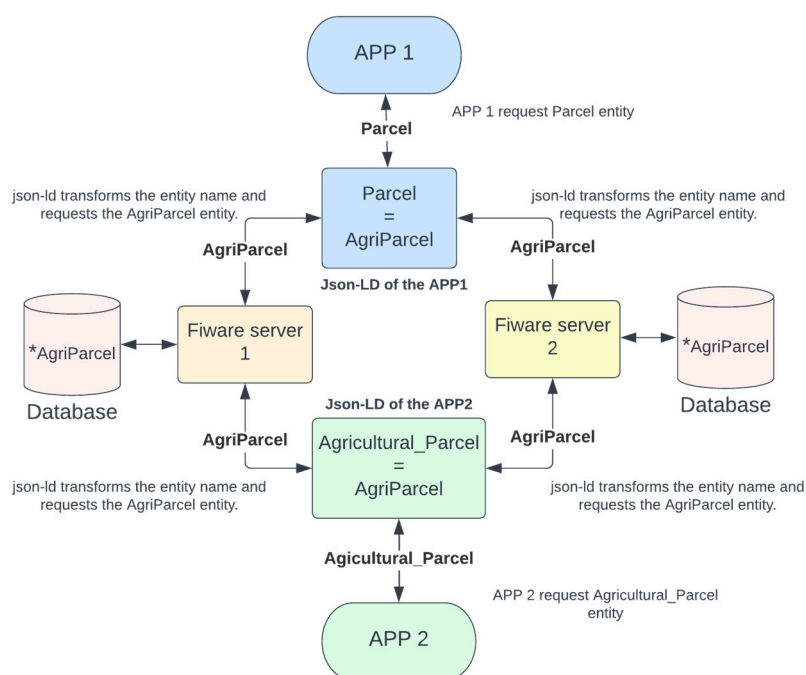 APP 1
APP 1 request Parcel entity
Parcel
json-ld transforms the entity name and
requests the AgriParcel entity.
Parcel
=
AgriParcel
json-ld transforms the entity name and
requests the AgriParcel entity.
AgriParcel
AgriParcel
Json-LD of the APP1
Fiware server
1
Fiware server
2
*AgriParcel
*AgriParcel
Database
Database
Json-LD of the APP2
AgriParcel
AgriParcel
Agricultural_Parcel
=
AgriParcel
json-ld transforms the entity name and
requests the AgriParcel entity.
json-ld transforms the entity name and
requests the AgriParcel entity.
Agicultural_Parcel
APP 2 request Agricultural_Parcel
entity
APP 2